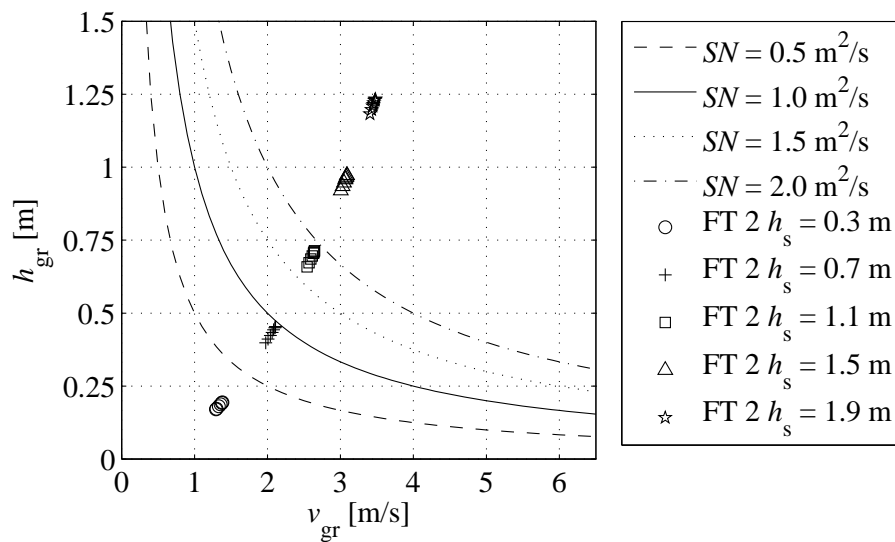 1.5
1.25
1
0.75
0.5
0.25
0
h_gr [m]
0 1 2 3 4 5 6
v_gr [m/s]
SN = 0.5 m²/s
SN = 1.0 m²/s
SN = 1.5 m²/s
SN = 2.0 m²/s
FT 2 h_s = 0.3 m
FT 2 h_s = 0.7 m
FT 2 h_s = 1.1 m
FT 2 h_s = 1.5 m
FT 2 h_s = 1.9 m